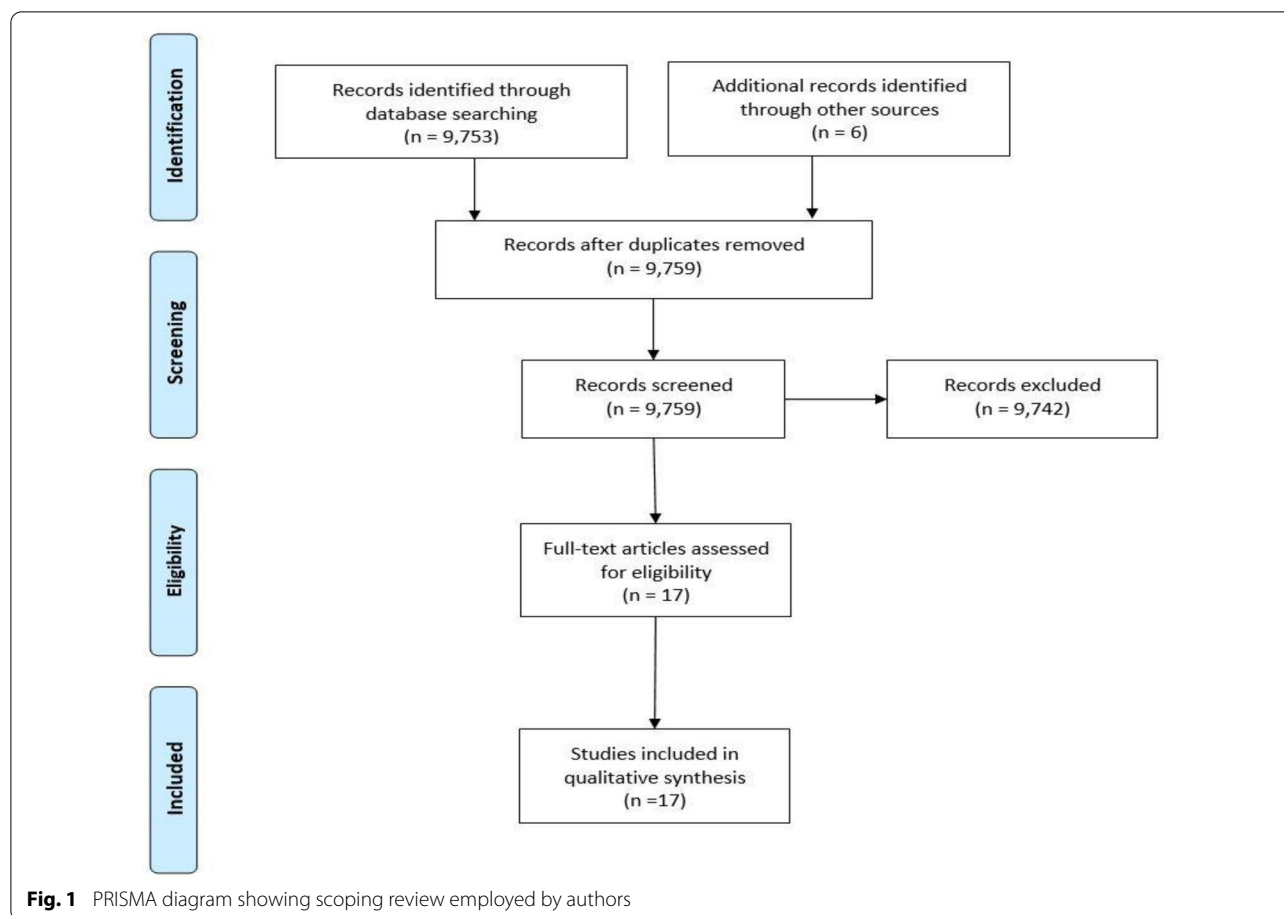 Identification
Records identified through
database searching
(n = 9,753)
Additional records identified
through other sources
(n = 6)
Records after duplicates removed
(n = 9,759)
Screening
Records screened
(n = 9,759)
Records excluded
(n = 9,742)
Eligibility
Full-text articles assessed
for eligibility
(n = 17)
Included
Studies included in
qualitative synthesis
(n =17)
Fig. 1 PRISMA diagram showing scoping review employed by authors